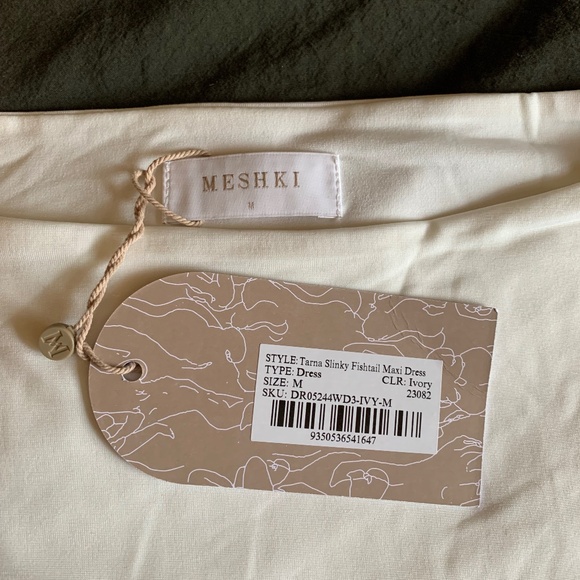 MESHKI
M
M
STYLE: Tarna Slinky Fishtail Maxi Dress
TYPE: Dress CLR: Ivory
SIZE: M 23082
SKU: DR05244WD3-IVY-M
9350536541647